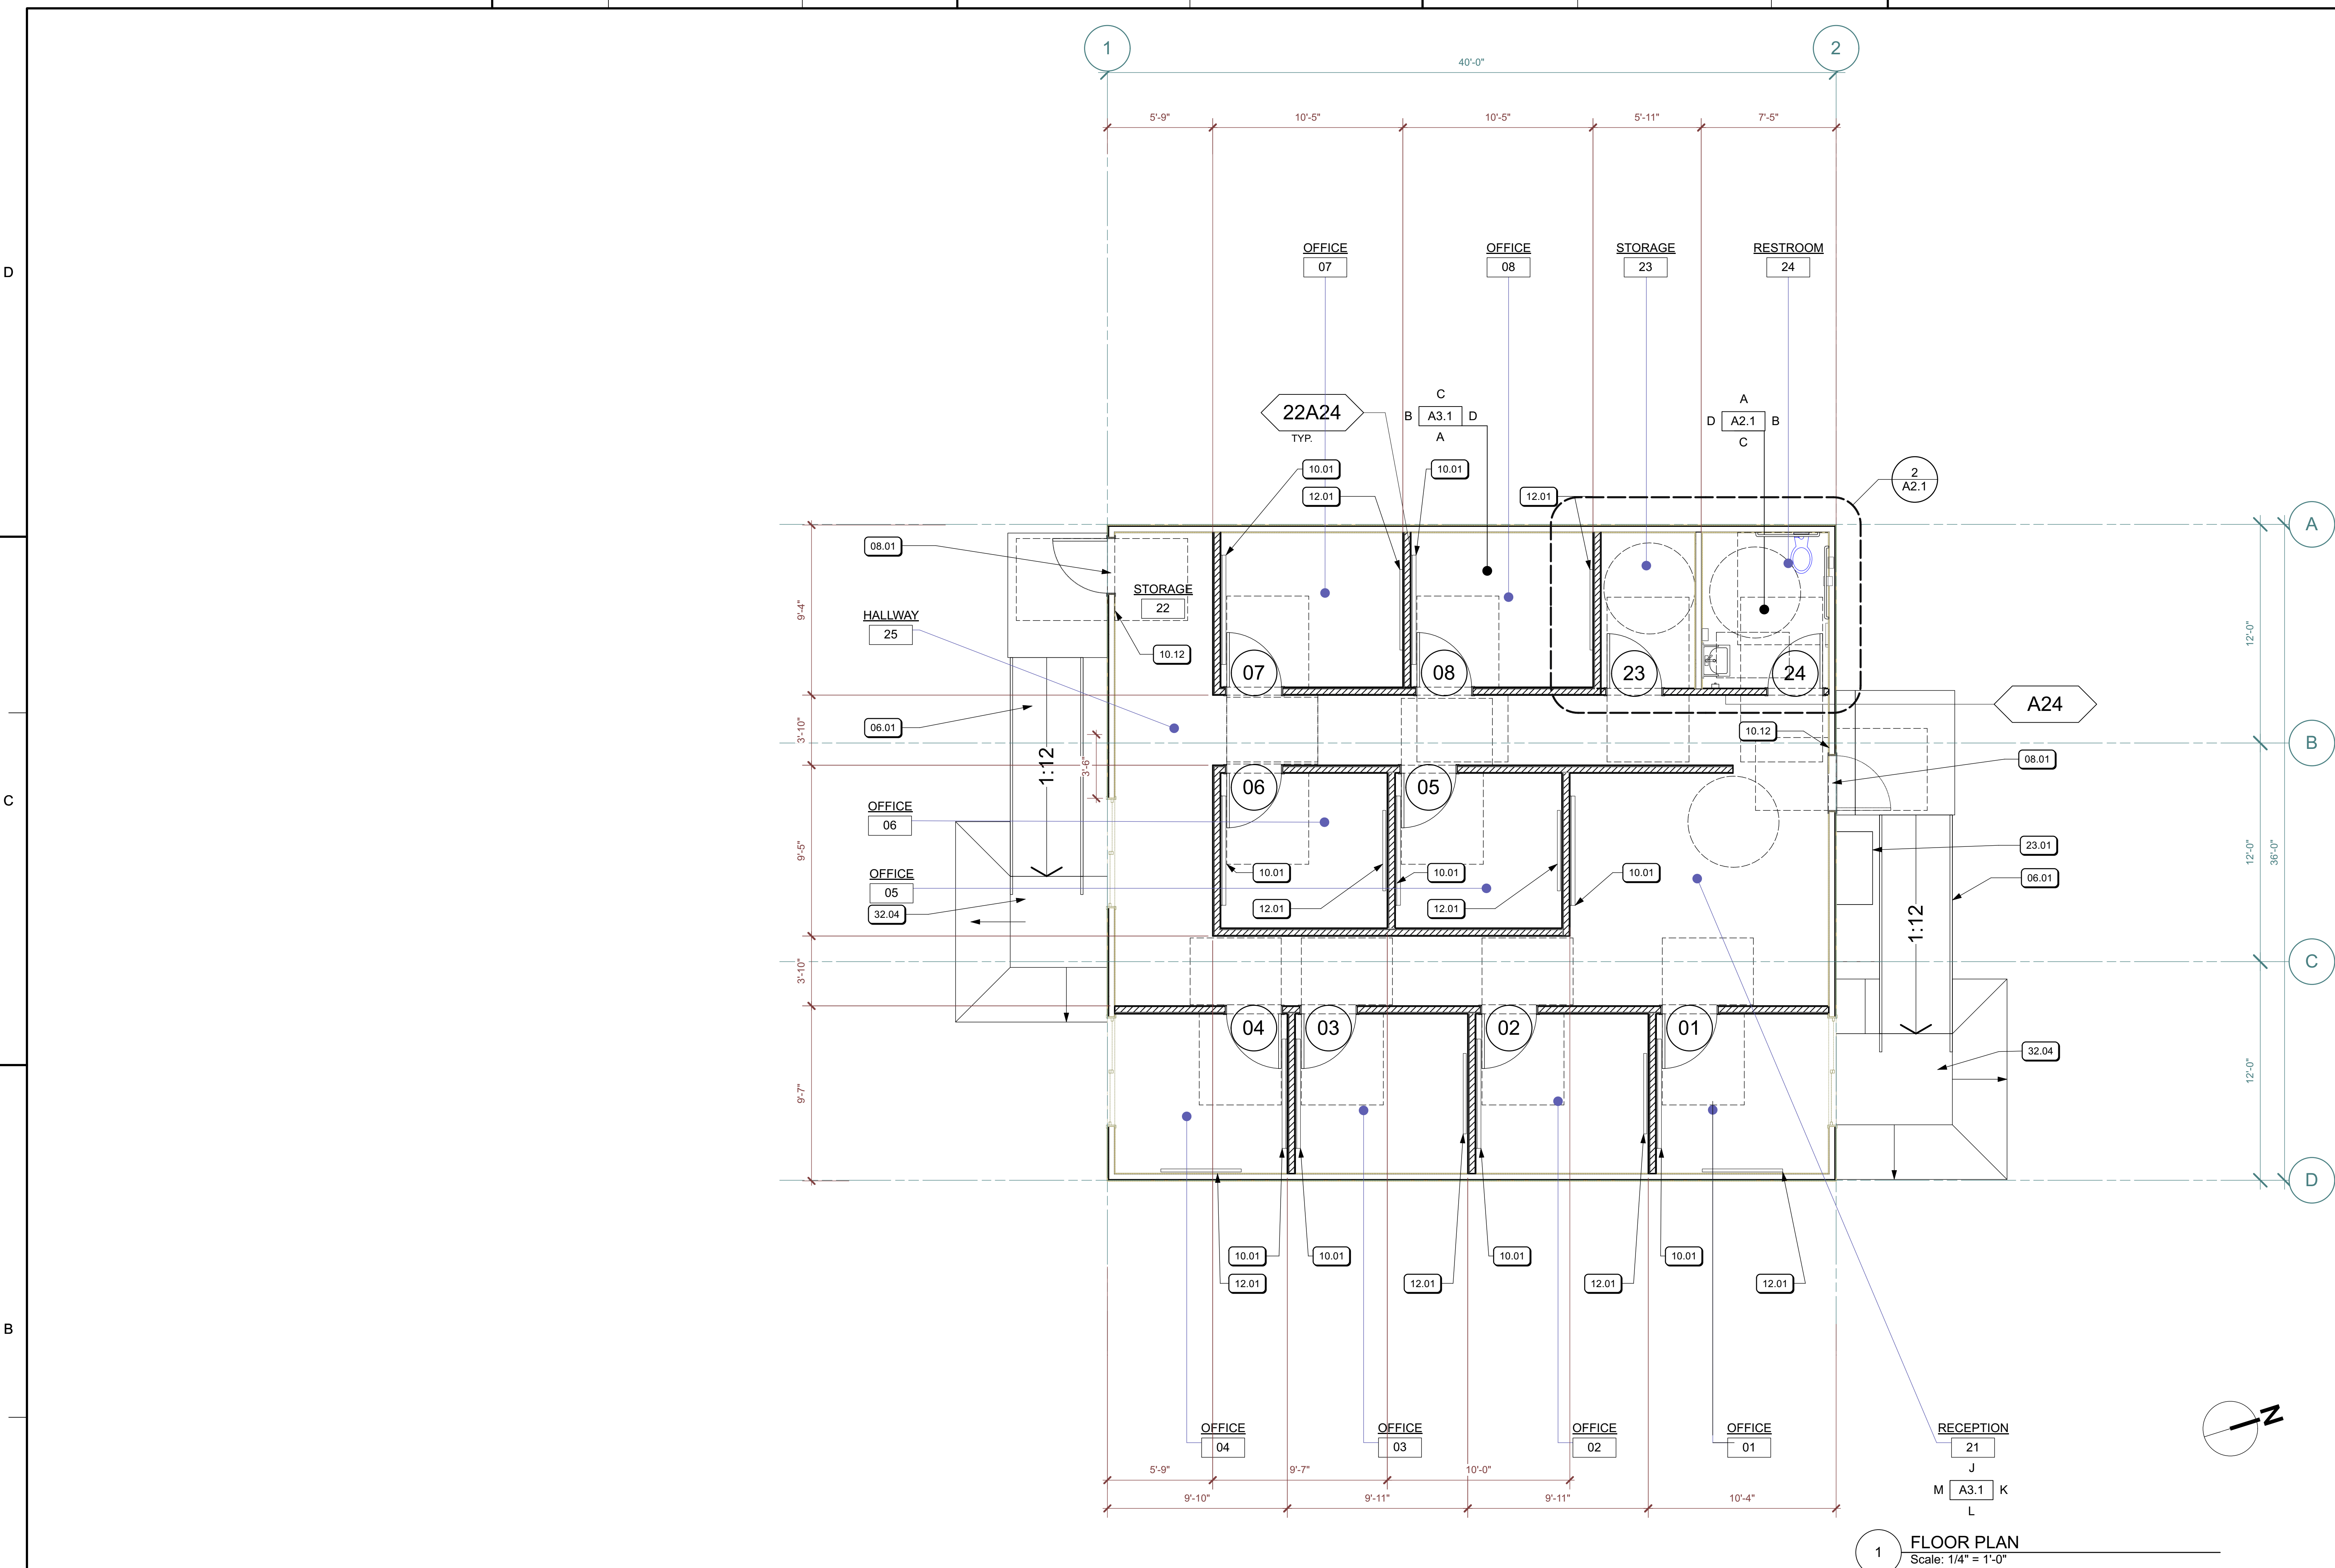 1
2
40'-0"
5'-9"
10'-5"
10'-5"
5'-11"
7'-5"
OFFICE
07
OFFICE
08
STORAGE
23
RESTROOM
24
D
22A24
TYP.
C
B A3.1 D
A
A
D A2.1 B
C
10.01
10.01
12.01
12.01
2
A2.1
A
08.01
STORAGE
22
HALLWAY
25
9'-4"
12'-0"
10.12
07
08
23
24
A24
06.01
3'-10"
10.12
B
1:12
3'-6"
08.01
06
05
C
OFFICE
06
9'-5"
12'-0"
36'-0"
23.01
OFFICE
05
10.01
10.01
10.01
06.01
32.04
12.01
12.01
1:12
3'-10"
C
04
03
02
01
32.04
9'-7"
12'-0"
D
10.01
10.01
10.01
10.01
12.01
12.01
12.01
12.01
B
OFFICE
04
OFFICE
03
OFFICE
02
OFFICE
01
RECEPTION
21
N
5'-9"
9'-7"
10'-0"
J
M A3.1 K
L
9'-10"
9'-11"
9'-11"
10'-4"
1
FLOOR PLAN
Scale: 1/4" = 1'-0"